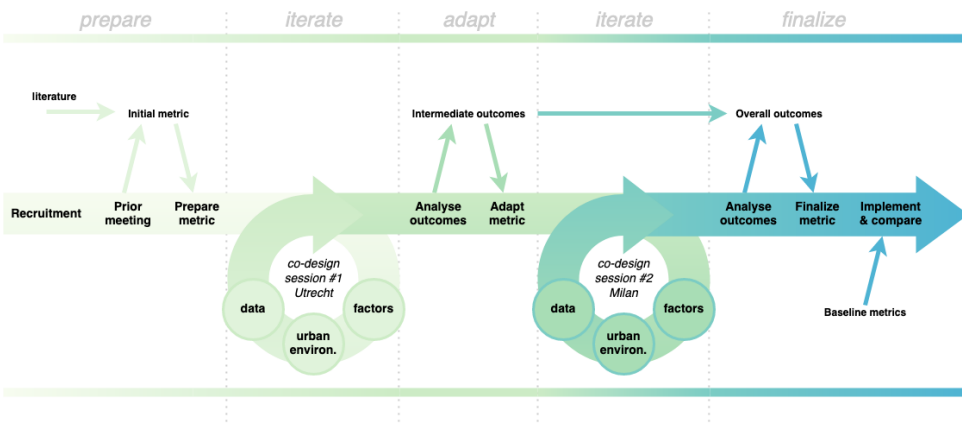 prepare
iterate
adapt
iterate
finalize
literature
Initial metric
Intermediate outcomes
Overall outcomes
Recruitment
Prior
meeting
Prepare
metric
Analyse
outcomes
Adapt
metric
Analyse
outcomes
Finalize
metric
Implement
& compare
co-design
session #1
Utrecht
data
urban
environ.
factors
co-design
session #2
Milan
data
urban
environ.
factors
Baseline metrics